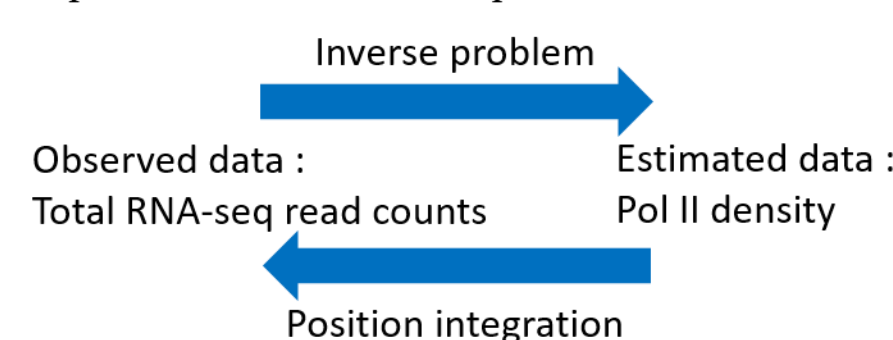 Inverse problem
Observed data :
Total RNA-seq read counts
Estimated data :
Pol II density
Position integration